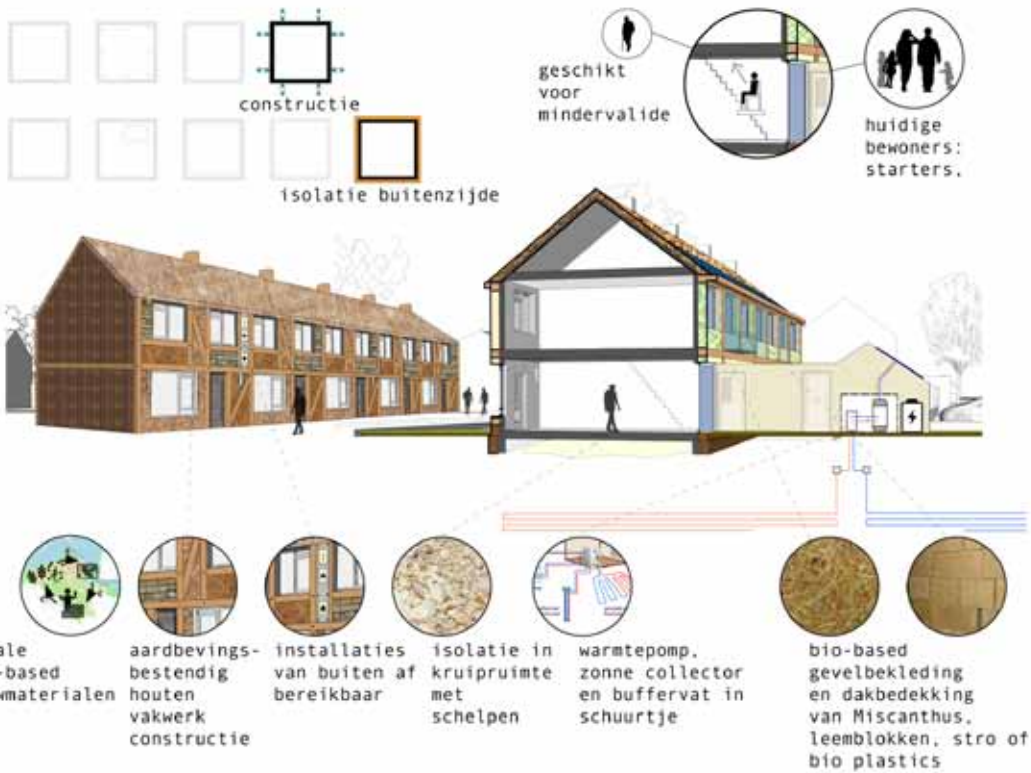 constructie
isolatie buitenzijde
geschikt
voor
mindervalide
huidige
bewoners:
starters.
ale
-based
wmaterialen
aardbevings-
bestendig
houten
vakwerk
constructie
installaties
van buiten af
bereikbaar
isolatie in
kruipruimte
met
schelpen
warmtepomp,
zonne collector
en buffervat in
schuurtje
bio-based
gevelbekleding
en dakbedekking
van Miscanthus,
leemblokken, stro of
bio plastics